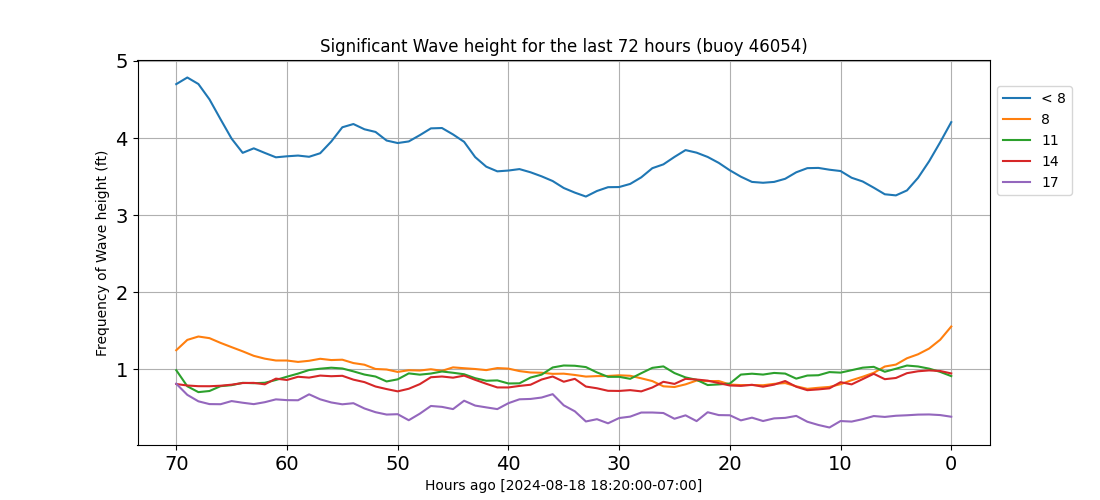 Significant Wave height for the last 72 hours (buoy 46054)
Frequency of Wave height (ft)
5
4
3
2
1
70 60 50 40 30 20 10 0
Hours ago [2024-08-18 18:20:00-07:00]
< 8
8
11
14
17